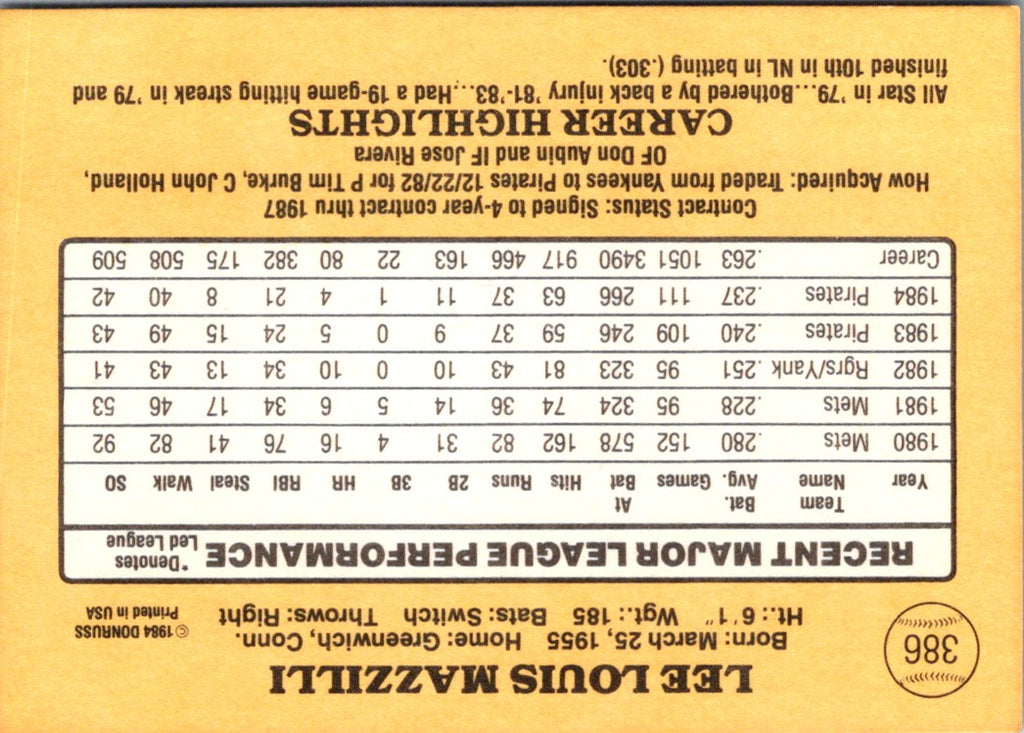 386
LEE LOUIS MAZZILLI
Born: March 25, 1955 Home: Greenwich, Conn.
Ht.: 6'1" Wgt.: 185 Bats: Switch Throws: Right
© 1984 DONRUSS
Printed in USA
RECENT MAJOR LEAGUE PERFORMANCE
*Denotes
Led League
Year Team Name Bat. Avg. Games At Bat Hits Runs 2B 3B HR RBI Steal Walk SO
1980 Mets .280 152 578 162 82 31 4 16 76 41 82 92
1981 Mets .228 95 324 74 36 14 5 6 34 17 46 53
1982 Rgrs/Yank .251 95 323 81 43 10 0 10 34 13 43 41
1983 Pirates .240 109 246 59 37 9 0 5 24 15 49 43
1984 Pirates .237 111 266 63 37 11 1 4 21 8 40 42
Career .263 1051 3490 917 466 163 22 80 382 175 508 509
Contract Status: Signed to 4-year contract thru 1987
How Acquired: Traded from Yankees to Pirates 12/22/82 for P Tim Burke, C John Holland,
OF Don Aubin and IF Jose Rivera
CAREER HIGHLIGHTS
All Star in '79...Bothered by a back injury '81-'83...Had a 19-game hitting streak in '79 and
finished 10th in NL in batting (.303).